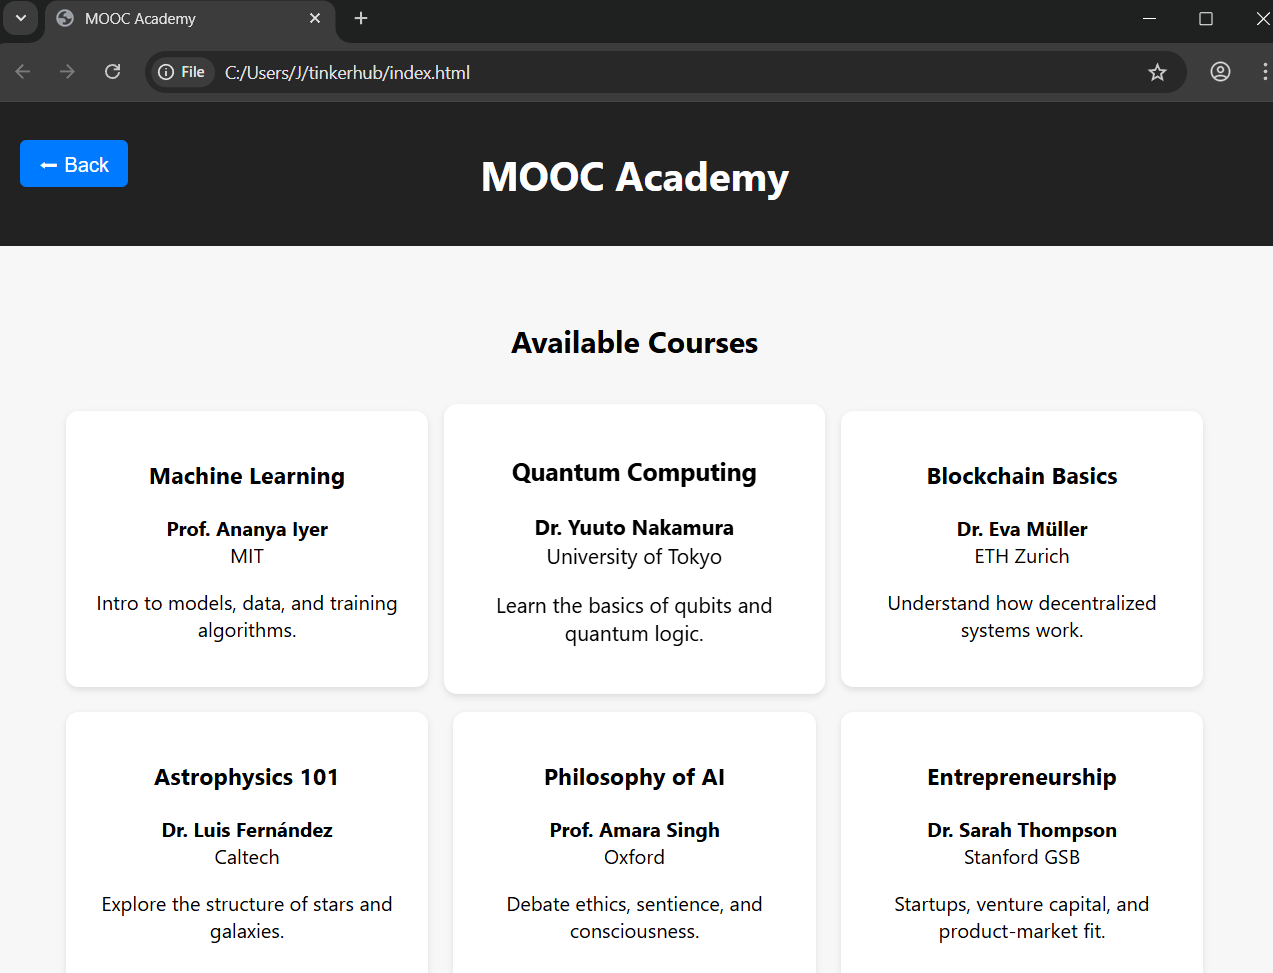 MOOC Academy
File C:/Users/J/tinkerhub/index.html
← Back
MOOC Academy
Available Courses
Machine Learning
Prof. Ananya Iyer
MIT
Intro to models, data, and training
algorithms.
Quantum Computing
Dr. Yuuto Nakamura
University of Tokyo
Learn the basics of qubits and
quantum logic.
Blockchain Basics
Dr. Eva Müller
ETH Zurich
Understand how decentralized
systems work.
Astrophysics 101
Dr. Luis Fernández
Caltech
Explore the structure of stars and
galaxies.
Philosophy of AI
Prof. Amara Singh
Oxford
Debate ethics, sentience, and
consciousness.
Entrepreneurship
Dr. Sarah Thompson
Stanford GSB
Startups, venture capital, and
product-market fit.